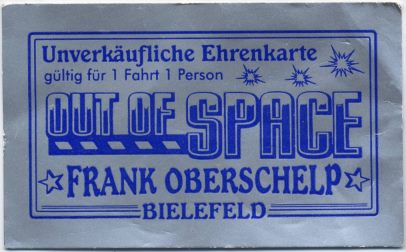 Unverkäufliche Ehrenkarte
gültig für 1 Fahrt 1 Person
OUT OF SPACE
FRANK OBERSCHELP
BIELEFELD